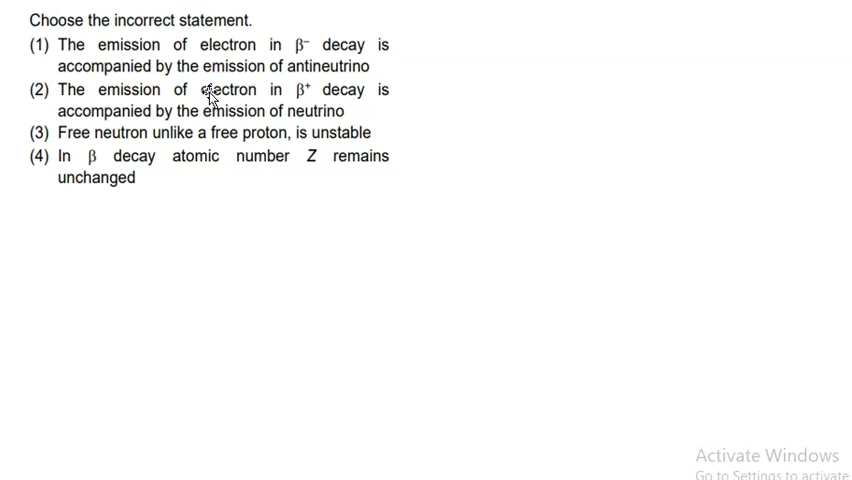 Choose the incorrect statement.
(1) The emission of electron in β⁻ decay is
accompanied by the emission of antineutrino
(2) The emission of electron in β⁺ decay is
accompanied by the emission of neutrino
(3) Free neutron unlike a free proton, is unstable
(4) In β decay atomic number Z remains
unchanged
Activate Windows
Go to Settings to activate